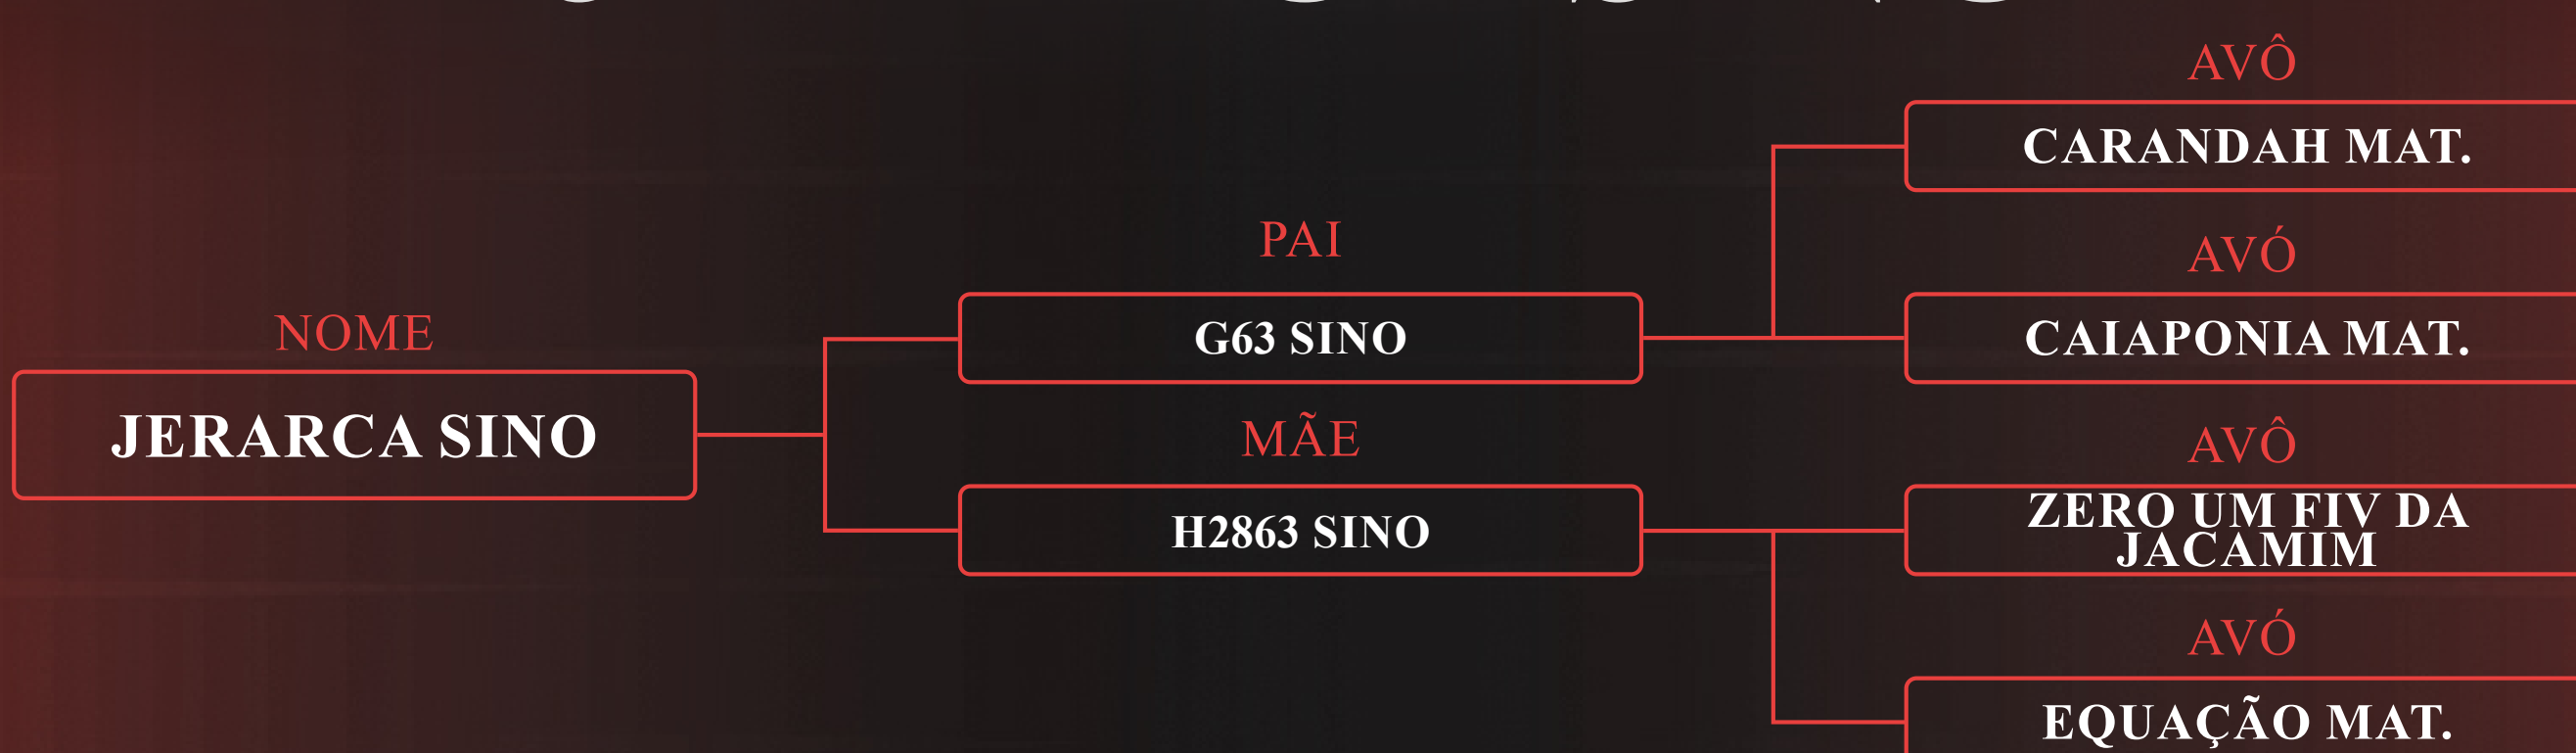 NOME
JERARCA SINO
PAI
G63 SINO
MÃE
H2863 SINO
AVÔ
CARANDAH MAT.
AVÓ
CAIAPONIA MAT.
AVÔ
ZERO UM FIV DA
JACAMIM
AVÓ
EQUAÇÃO MAT.